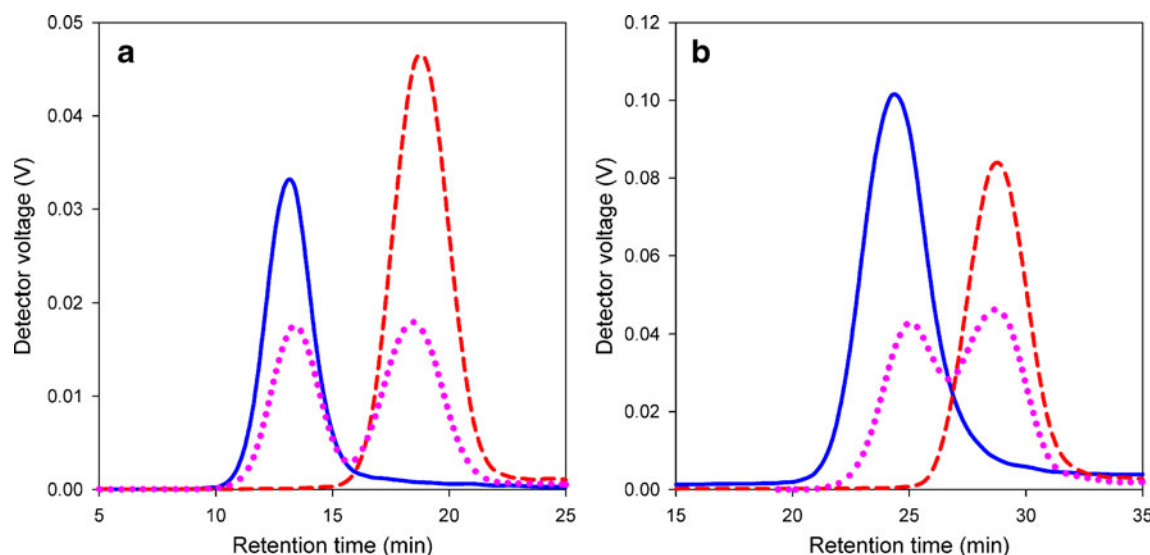 a
0.05
0.04
0.03
0.02
0.01
0.00
Detector voltage (V)
5 10 15 20 25
Retention time (min)
b
0.12
0.10
0.08
0.06
0.04
0.02
0.00
Detector voltage (V)
15 20 25 30 35
Retention time (min)